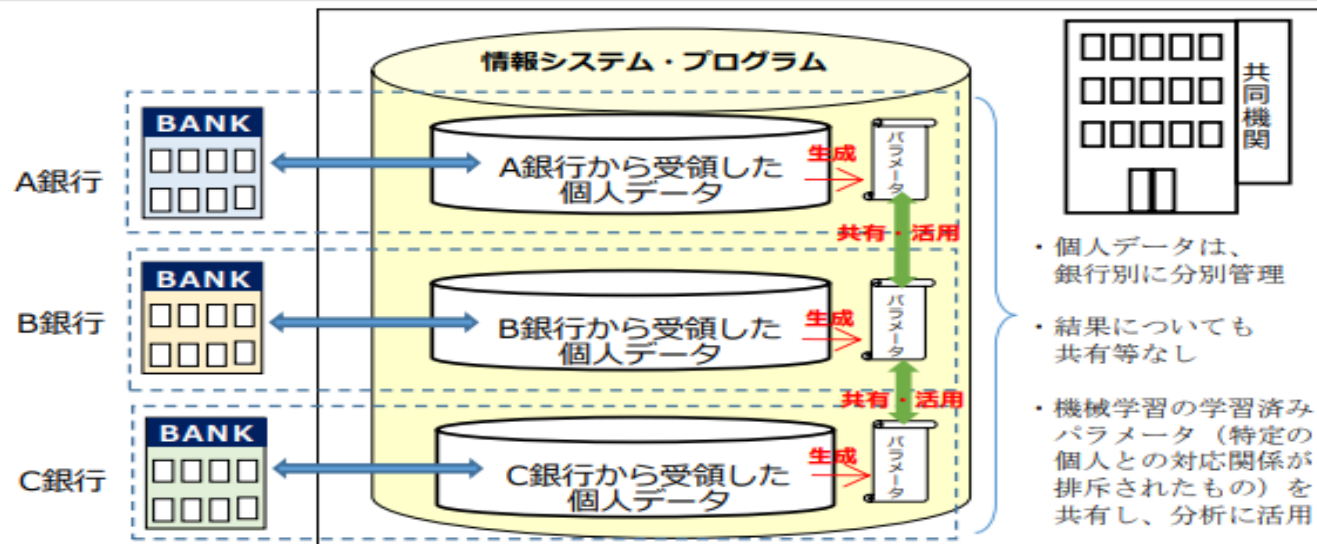 情報システム・プログラム
共同機関
A銀行
BANK
A銀行から受領した
個人データ
生成
パラメータ
共有・活用
B銀行
BANK
B銀行から受領した
個人データ
生成
パラメータ
共有・活用
C銀行
BANK
C銀行から受領した
個人データ
生成
パラメータ
・個人データは、
銀行別に分別管理
・結果についても
共有等なし
・機械学習の学習済み
パラメータ（特定の
個人との対応関係が
排斥されたもの）を
共有し、分析に活用